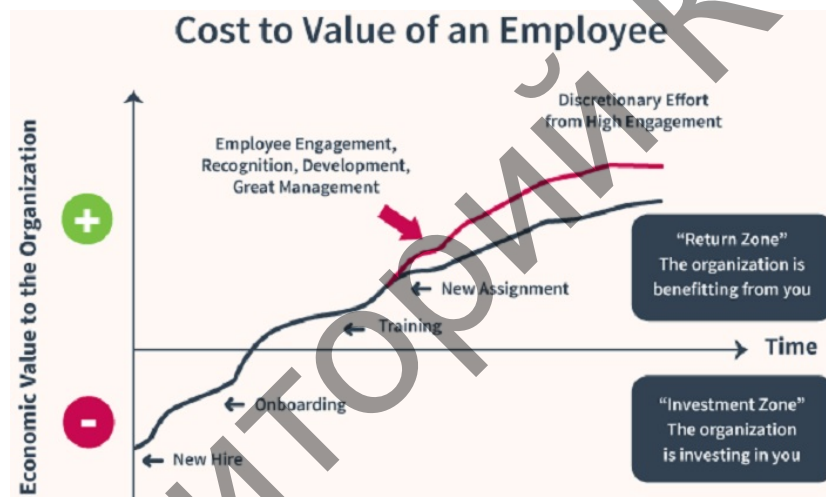 Cost to Value of an Employee
Discretionary Effort
from High Engagement
Employee Engagement,
Recognition, Development,
Great Management
Economic Value to the Organization
+
"Return Zone"
The organization is
benefitting from you
New Assignment
Training
Time
-
Onboarding
"Investment Zone"
The organization
is investing in you
New Hire
иторий К